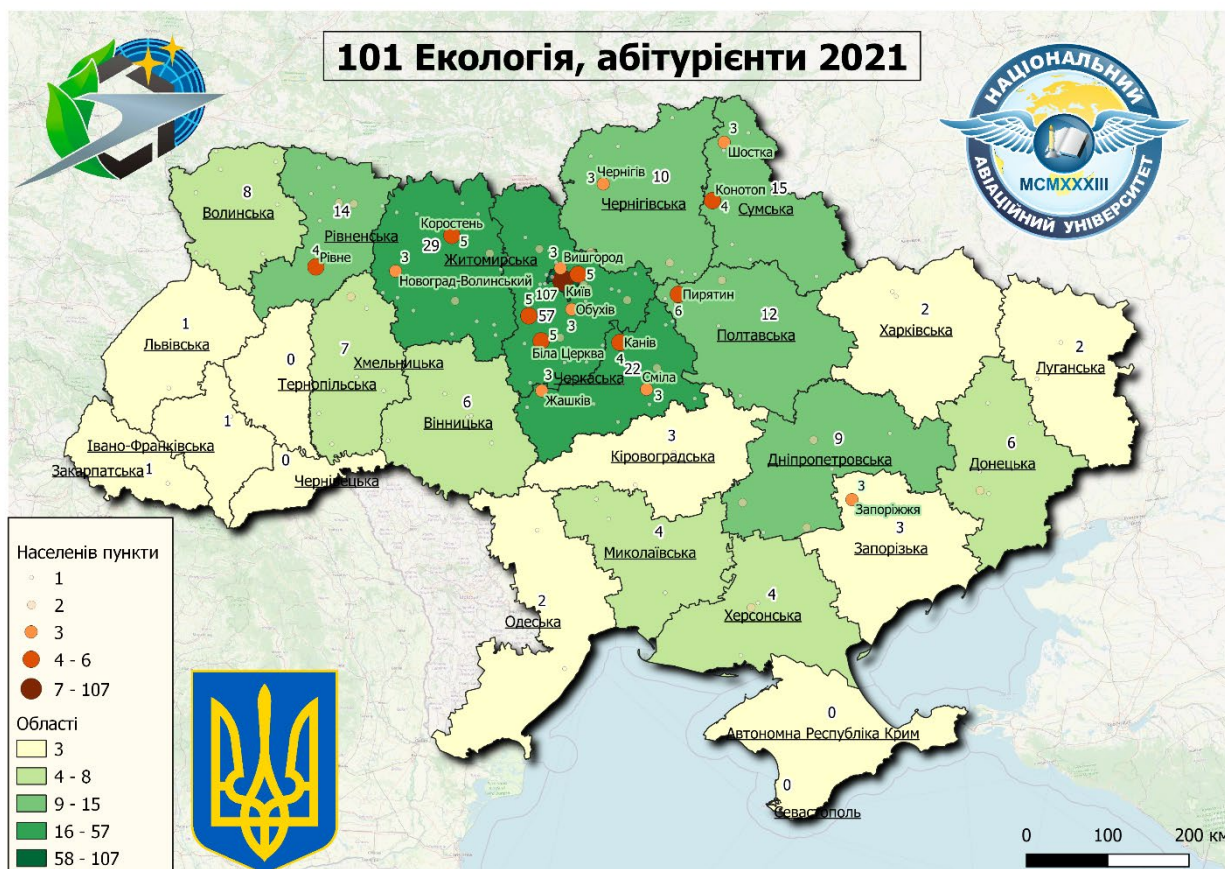 101 Екологія, абітурієнти 2021
НАЦІОНАЛЬНИЙ
АВІАЦІЙНИЙ УНІВЕРСИТЕТ
MCMXXXIII
8
Волинська
14
Рівненська
4
Рівне
Коростень
29
5
Житомирська
3
Новоград-Волинський
3
Чернігів
10
Чернігівська
3
Шостка
Конотоп
4
15
Сумська
3
Вишгород
5
107
Київ
5
57
Обухів
3
5
Біла Церква
Канів
4
22
Черкаська
Сміла
3
3
Жашків
Пирятин
6
12
Полтавська
2
Харківська
2
Луганська
1
Львівська
0
Тернопільська
7
Хмельницька
6
Вінницька
1
Івано-Франківська
Закарпатська
1
0
Чернівецька
3
Кіровоградська
9
Дніпропетровська
6
Донецька
3
Запоріжжя
3
Запорізька
4
Миколаївська
4
Херсонська
2
Одеська
0
Автономна Республіка Крим
0
Севастополь
Населенів пункти
1
2
3
4 - 6
7 - 107
Області
3
4 - 8
9 - 15
16 - 57
58 - 107
0 100 200 км